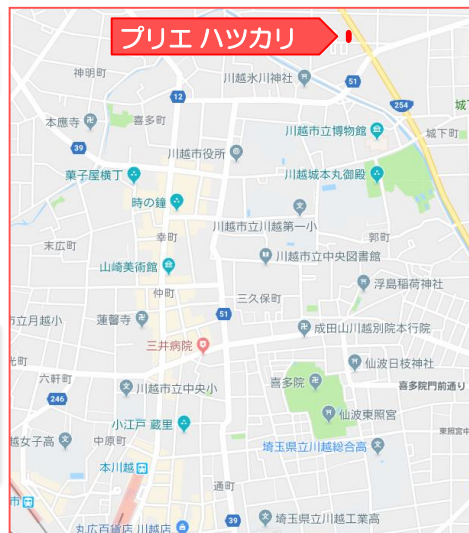 プリエ ハツカリ
神明町
川越氷川神社
51
12
254
城下
本應寺
喜多町
川越市立博物館
城下町
39
川越市役所
菓子屋横丁
川越城本丸御殿
時の鐘
川越市立川越第一小
末広町
幸町
郭町
川越市立中央図書館
山崎美術館
浮島稲荷神社
仲町
三久保町
市立月越小
蓮馨寺
51
成田山川越別院本行院
三井病院
元町
仙波日枝神社
六軒町
喜多院
喜多院門前通り
246
川越市立中央小
仙波東照宮
小江戸 蔵里
東照宮中
越女子高
中原町
埼玉県立川越総合高
本川越
通町
市
39
埼玉県立川越工業高
丸広百貨店 川越店